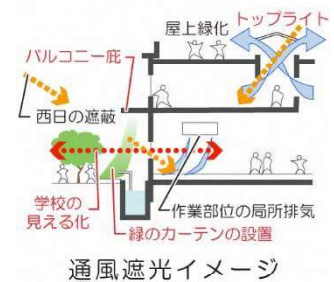 屋上緑化
トップライト
バルコニー庇
西日の遮蔽
学校の
見える化
作業部位の局所排気
緑のカーテンの設置
通風遮光イメージ